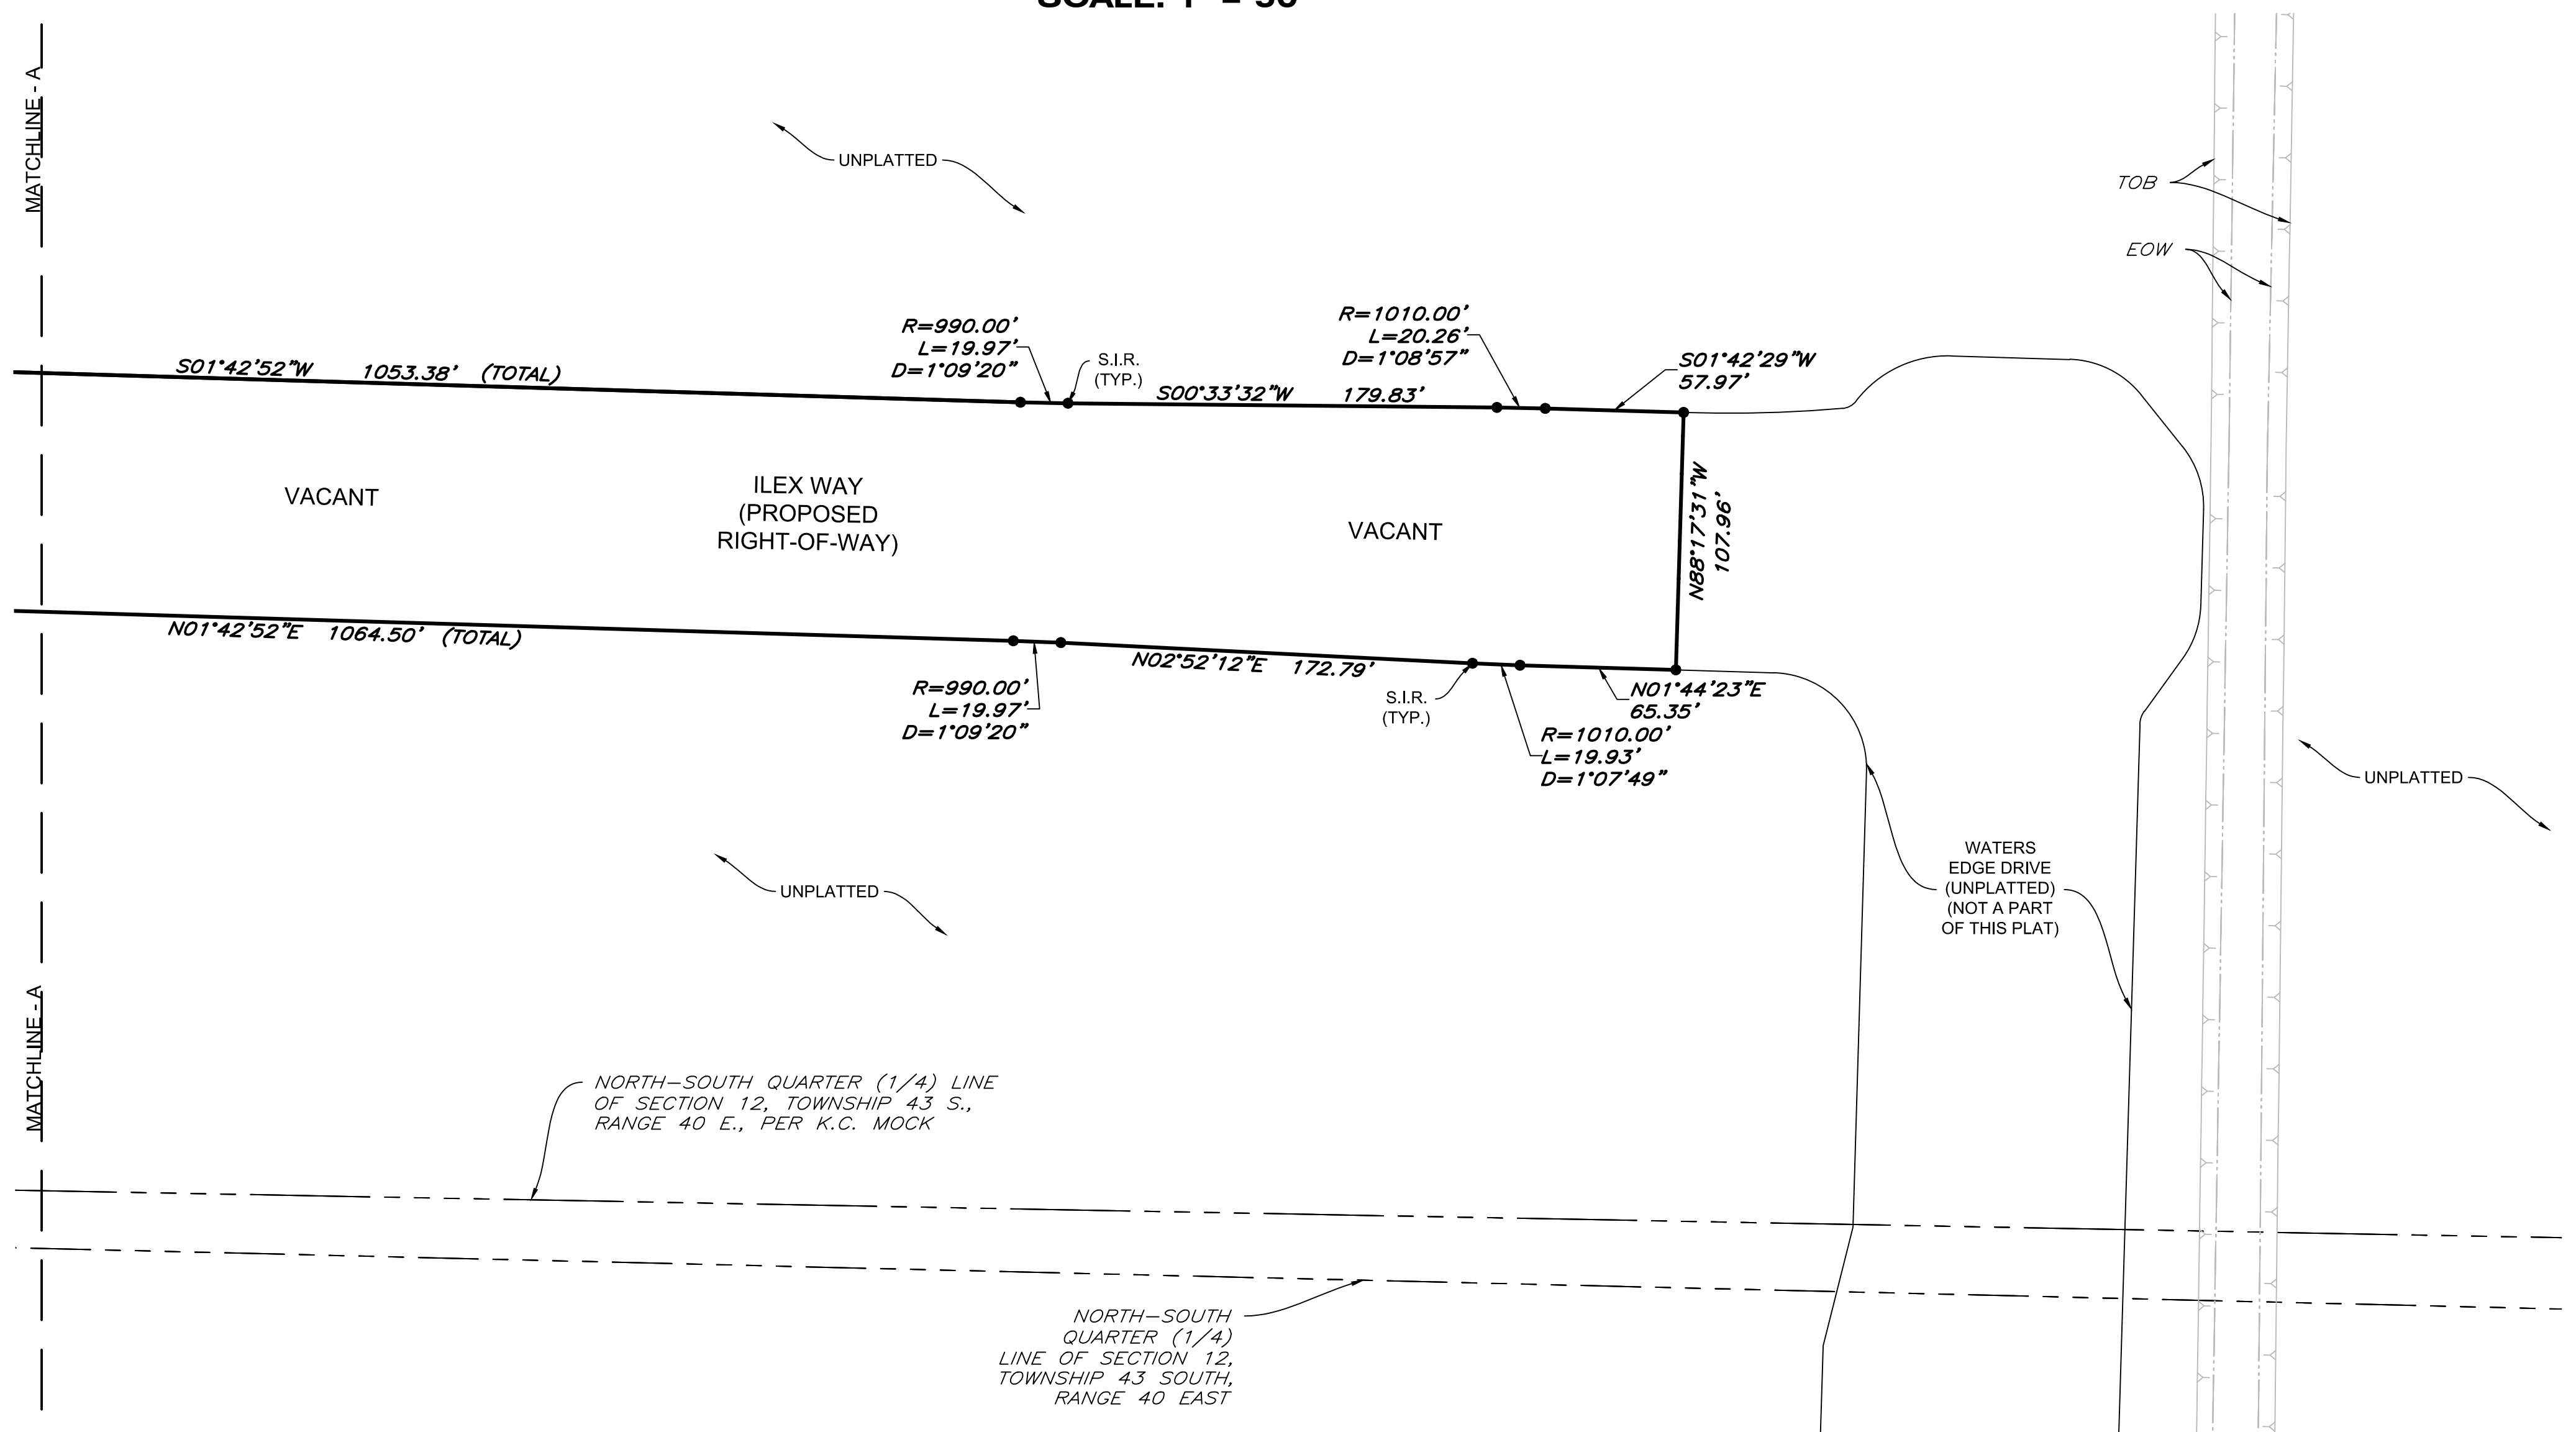 MATCHLINE - A
UNPLATTED
TOB
EOW
S01°42'52"W 1053.38' (TOTAL)
R=990.00'
L=19.97'
D=1°09'20"
S.I.R.
(TYP.)
S00°33'32"W 179.83'
R=1010.00'
L=20.26'
D=1°08'57"
S01°42'29"W
57.97'
VACANT
ILEX WAY
(PROPOSED
RIGHT-OF-WAY)
VACANT
N88°17'31"W
107.96'
N01°42'52"E 1064.50' (TOTAL)
R=990.00'
L=19.97'
D=1°09'20"
N02°52'12"E 172.79'
S.I.R.
(TYP.)
N01°44'23"E
65.35'
R=1010.00'
L=19.93'
D=1°07'49"
UNPLATTED
UNPLATTED
WATERS
EDGE DRIVE
(UNPLATTED)
(NOT A PART
OF THIS PLAT)
MATCHLINE - A
NORTH-SOUTH QUARTER (1/4) LINE
OF SECTION 12, TOWNSHIP 43 S.,
RANGE 40 E., PER K.C. MOCK
NORTH-SOUTH
QUARTER (1/4)
LINE OF SECTION 12,
TOWNSHIP 43 SOUTH,
RANGE 40 EAST